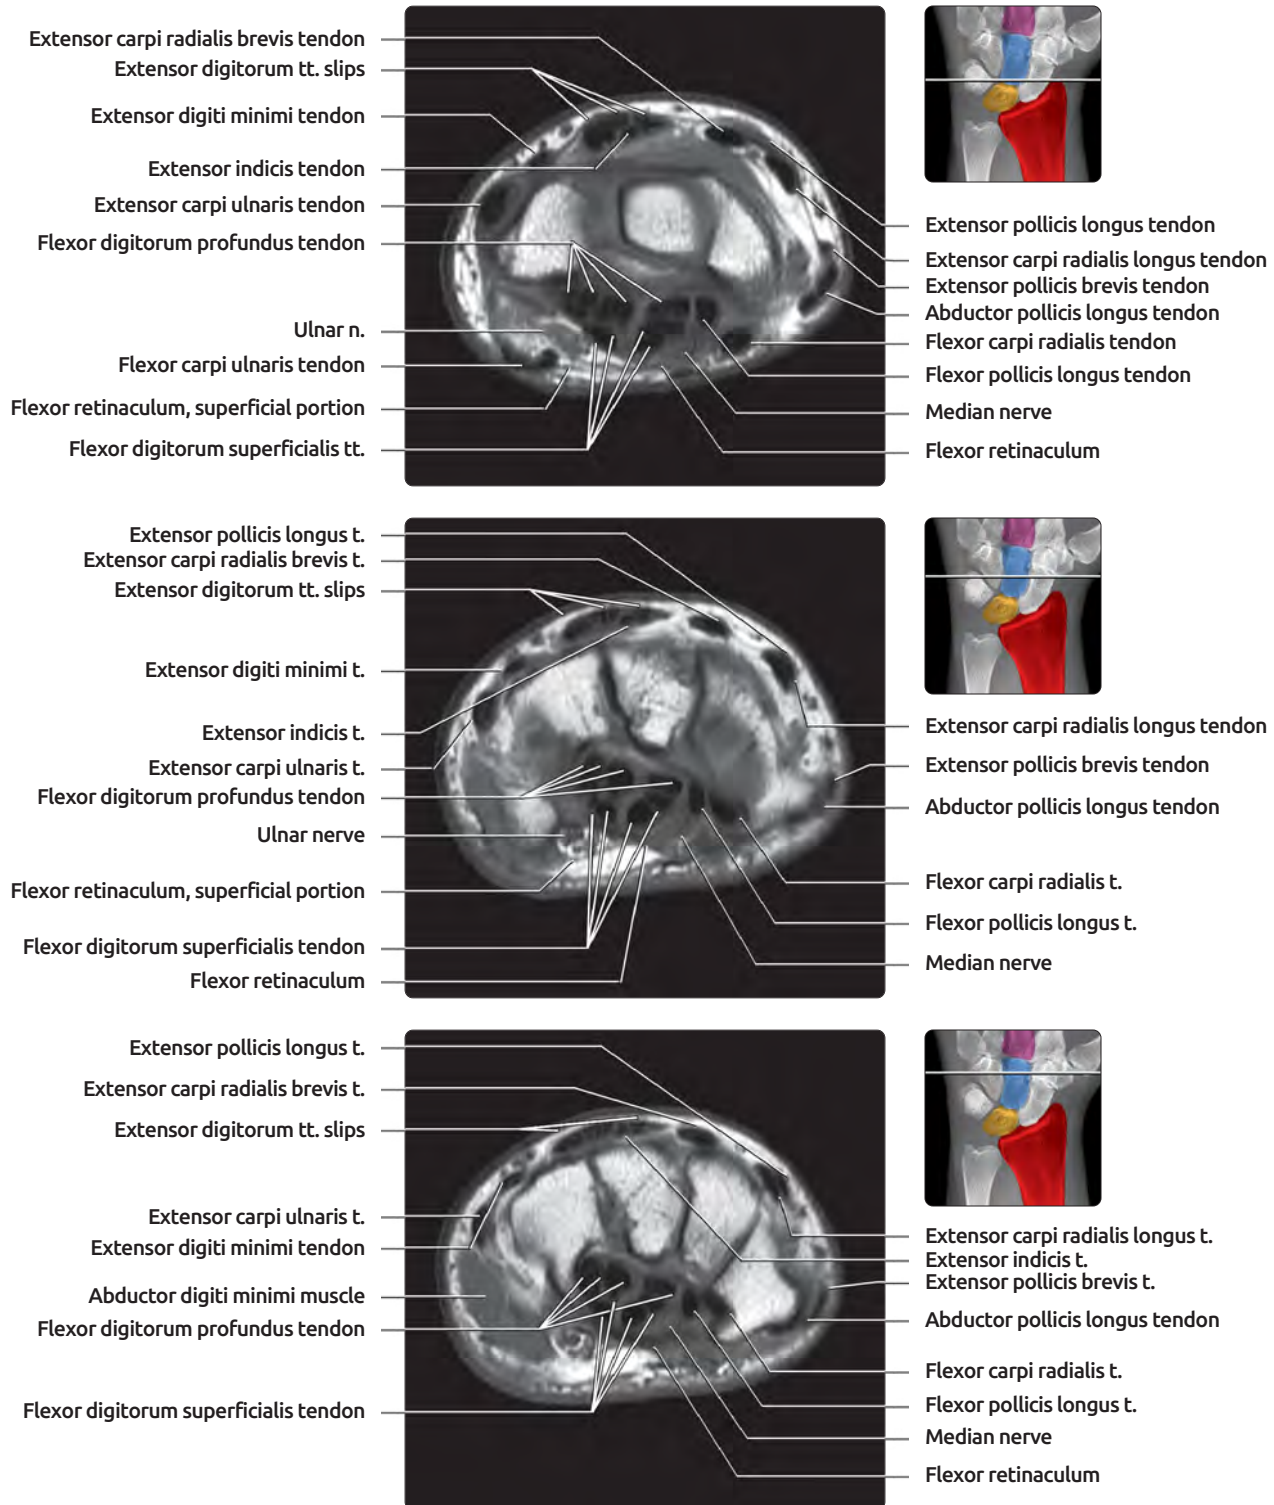 Extensor carpi radialis brevis tendon
Extensor digitorum tt. slips
Extensor digiti minimi tendon
Extensor indicis tendon
Extensor carpi ulnaris tendon
Flexor digitorum profundus tendon
Ulnar n.
Flexor carpi ulnaris tendon
Flexor retinaculum, superficial portion
Flexor digitorum superficialis tt.
Extensor pollicis longus tendon
Extensor carpi radialis longus tendon
Extensor pollicis brevis tendon
Abductor pollicis longus tendon
Flexor carpi radialis tendon
Flexor pollicis longus tendon
Median nerve
Flexor retinaculum
Extensor pollicis longus t.
Extensor carpi radialis brevis t.
Extensor digitorum tt. slips
Extensor digiti minimi t.
Extensor indicis t.
Extensor carpi ulnaris t.
Flexor digitorum profundus tendon
Ulnar nerve
Flexor retinaculum, superficial portion
Flexor digitorum superficialis tendon
Flexor retinaculum
Extensor carpi radialis longus tendon
Extensor pollicis brevis tendon
Abductor pollicis longus tendon
Flexor carpi radialis t.
Flexor pollicis longus t.
Median nerve
Extensor pollicis longus t.
Extensor carpi radialis brevis t.
Extensor digitorum tt. slips
Extensor carpi ulnaris t.
Extensor digiti minimi tendon
Abductor digiti minimi muscle
Flexor digitorum profundus tendon
Flexor digitorum superficialis tendon
Extensor carpi radialis longus t.
Extensor indicis t.
Extensor pollicis brevis t.
Abductor pollicis longus tendon
Flexor carpi radialis t.
Flexor pollicis longus t.
Median nerve
Flexor retinaculum